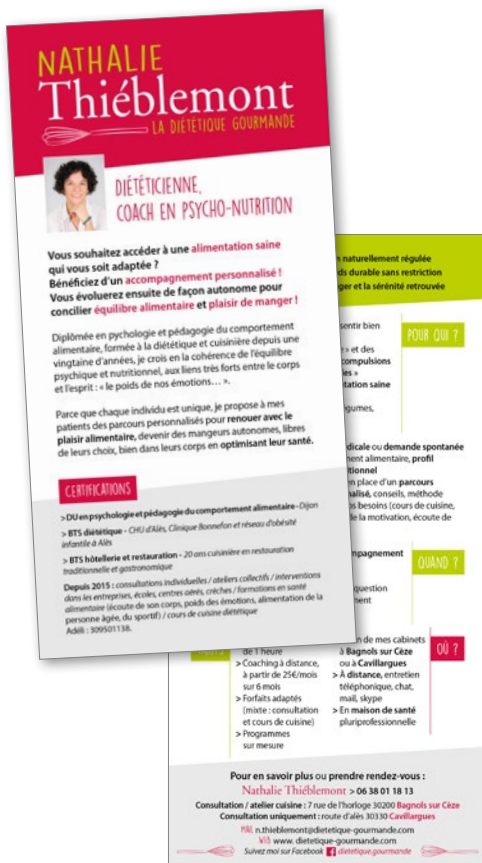 NATHALIE
Thiéblemont
LA DIÉTÉTIQUE GOURMANDE
DIÉTÉTICIENNE,
COACH EN PSYCHO-NUTRITION
Vous souhaitez accéder à une alimentation saine
qui vous soit adaptée ?
Bénéficiez d'un accompagnement personnalisé !
Vous évoluerez ensuite de façon autonome pour
concilier équilibre alimentaire et plaisir de manger !
Diplômée en pychologie et pédagogie du comportement
alimentaire, formée à la diététique et cuisinière depuis une
vingtaine d'années, je crois en la cohérence de l'équilibre
psychique et nutritionnel, aux liens très forts entre le corps
et l'esprit : « le poids de nos émotions... ».
Parce que chaque individu est unique, je propose à mes
patients des parcours personnalisés pour renouer avec le
plaisir alimentaire, devenir des mangeurs autonomes, libres
de leurs choix, bien dans leurs corps en optimisant leur santé.
CERTIFICATIONS
> DU en psychologie et pédagogie du comportement alimentaire - Dijon
> BTS diététique - CHU d'Alès, Clinique Bonnefon et réseau d'obésité
infantile à Alès
> BTS hôtellerie et restauration - 20 ans cuisinière en restauration
traditionnelle et gastronomique
Depuis 2015 : consultations individuelles / ateliers collectifs / interventions
dans les entreprises, écoles, centres aérés, crèches / formations en santé
alimentaire (écoute de son corps, poids des émotions, alimentation de la
personne âgée, du sportif) / cours de cuisine diététique
Adéli : 309501138.
naturellement régulée
ds durable sans restriction
ger et la sérénité retrouvée
POUR QUI ?
sentir bien
» et des
compulsions
es »
tation saine
egumes,
dicale ou demande spontanée
ment alimentaire, profil
itionnel
n place d'un parcours
nalisé, conseils, méthode
os besoins (cours de cuisine,
de la motivation, écoute de
QUAND ?
mpagnement
question
ment
OÙ ?
n de mes cabinets
à Bagnols sur Cèze
ou à Cavillargues
> À distance, entretien
téléphonique, chat,
mail, skype
> En maison de santé
pluriprofessionnelle
de 1 heure
> Coaching à distance,
à partir de 25€/mois
sur 6 mois
> Forfaits adaptés
(mixte : consultation
et cours de cuisine)
> Programmes
sur mesure
Pour en savoir plus ou prendre rendez-vous :
Nathalie Thiéblemont > 06 38 01 18 13
Consultation / atelier cuisine : 7 rue de l'horloge 30200 Bagnols sur Cèze
Consultation uniquement : route d'alès 30330 Cavillargues
MAIL n.thieblemont@dietetique-gourmande.com
WEB www. dietetique-gourmande.com
Suivez moi sur Facebook dietetique.gourmande